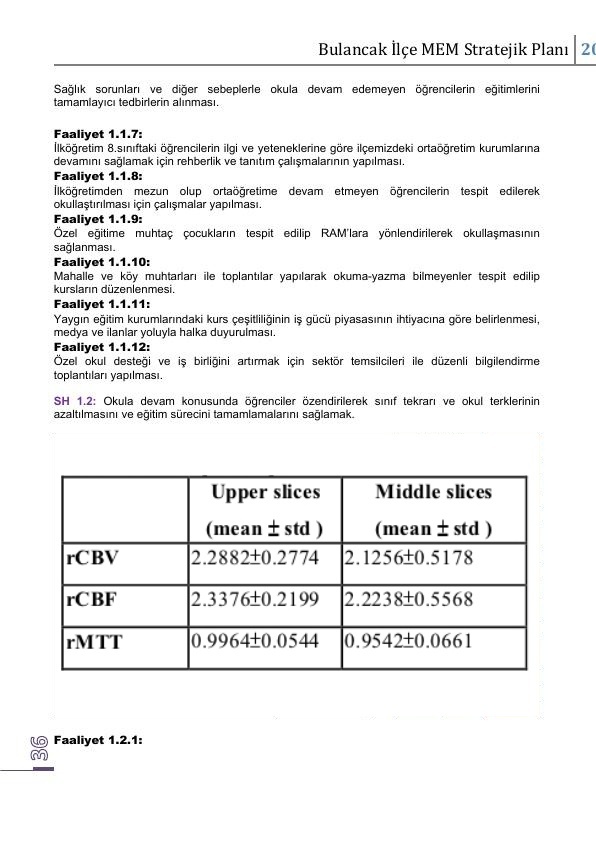 Bulancak İlçe MEM Stratejik Planı 20
Sağlık sorunları ve diğer sebeplerle okula devam edemeyen öğrencilerin eğitimlerini
tamamlayıcı tedbirlerin alınması.
Faaliyet 1.1.7:
İlköğretim 8.sınıftaki öğrencilerin ilgi ve yeteneklerine göre ilçemizdeki ortaöğretim kurumlarına
devamını sağlamak için rehberlik ve tanıtım çalışmalarının yapılması.
Faaliyet 1.1.8:
İlköğretimden mezun olup ortaöğretime devam etmeyen öğrencilerin tespit edilerek
okullaştırılması için çalışmalar yapılması.
Faaliyet 1.1.9:
Özel eğitime muhtaç çocukların tespit edilip RAM'lara yönlendirilerek okullaşmasının
sağlanması.
Faaliyet 1.1.10:
Mahalle ve köy muhtarları ile toplantılar yapılarak okuma-yazma bilmeyenler tespit edilip
kursların düzenlenmesi.
Faaliyet 1.1.11:
Yaygın eğitim kurumlarındaki kurs çeşitliliğinin iş gücü piyasasının ihtiyacına göre belirlenmesi,
medya ve ilanlar yoluyla halka duyurulması.
Faaliyet 1.1.12:
Özel okul desteği ve iş birliğini artırmak için sektör temsilcileri ile düzenli bilgilendirme
toplantıları yapılması.
SH 1.2: Okula devam konusunda öğrenciler özendirilerek sınıf tekrarı ve okul terklerinin
azaltılmasını ve eğitim sürecini tamamlamalarını sağlamak.
Upper slices Middle slices
(mean ± std ) (mean ± std )
rCBV 2.2882±0.2774 2.1256±0.5178
rCBF 2.3376±0.2199 2.2238±0.5568
rMTT 0.9964±0.0544 0.9542±0.0661
36 Faaliyet 1.2.1: